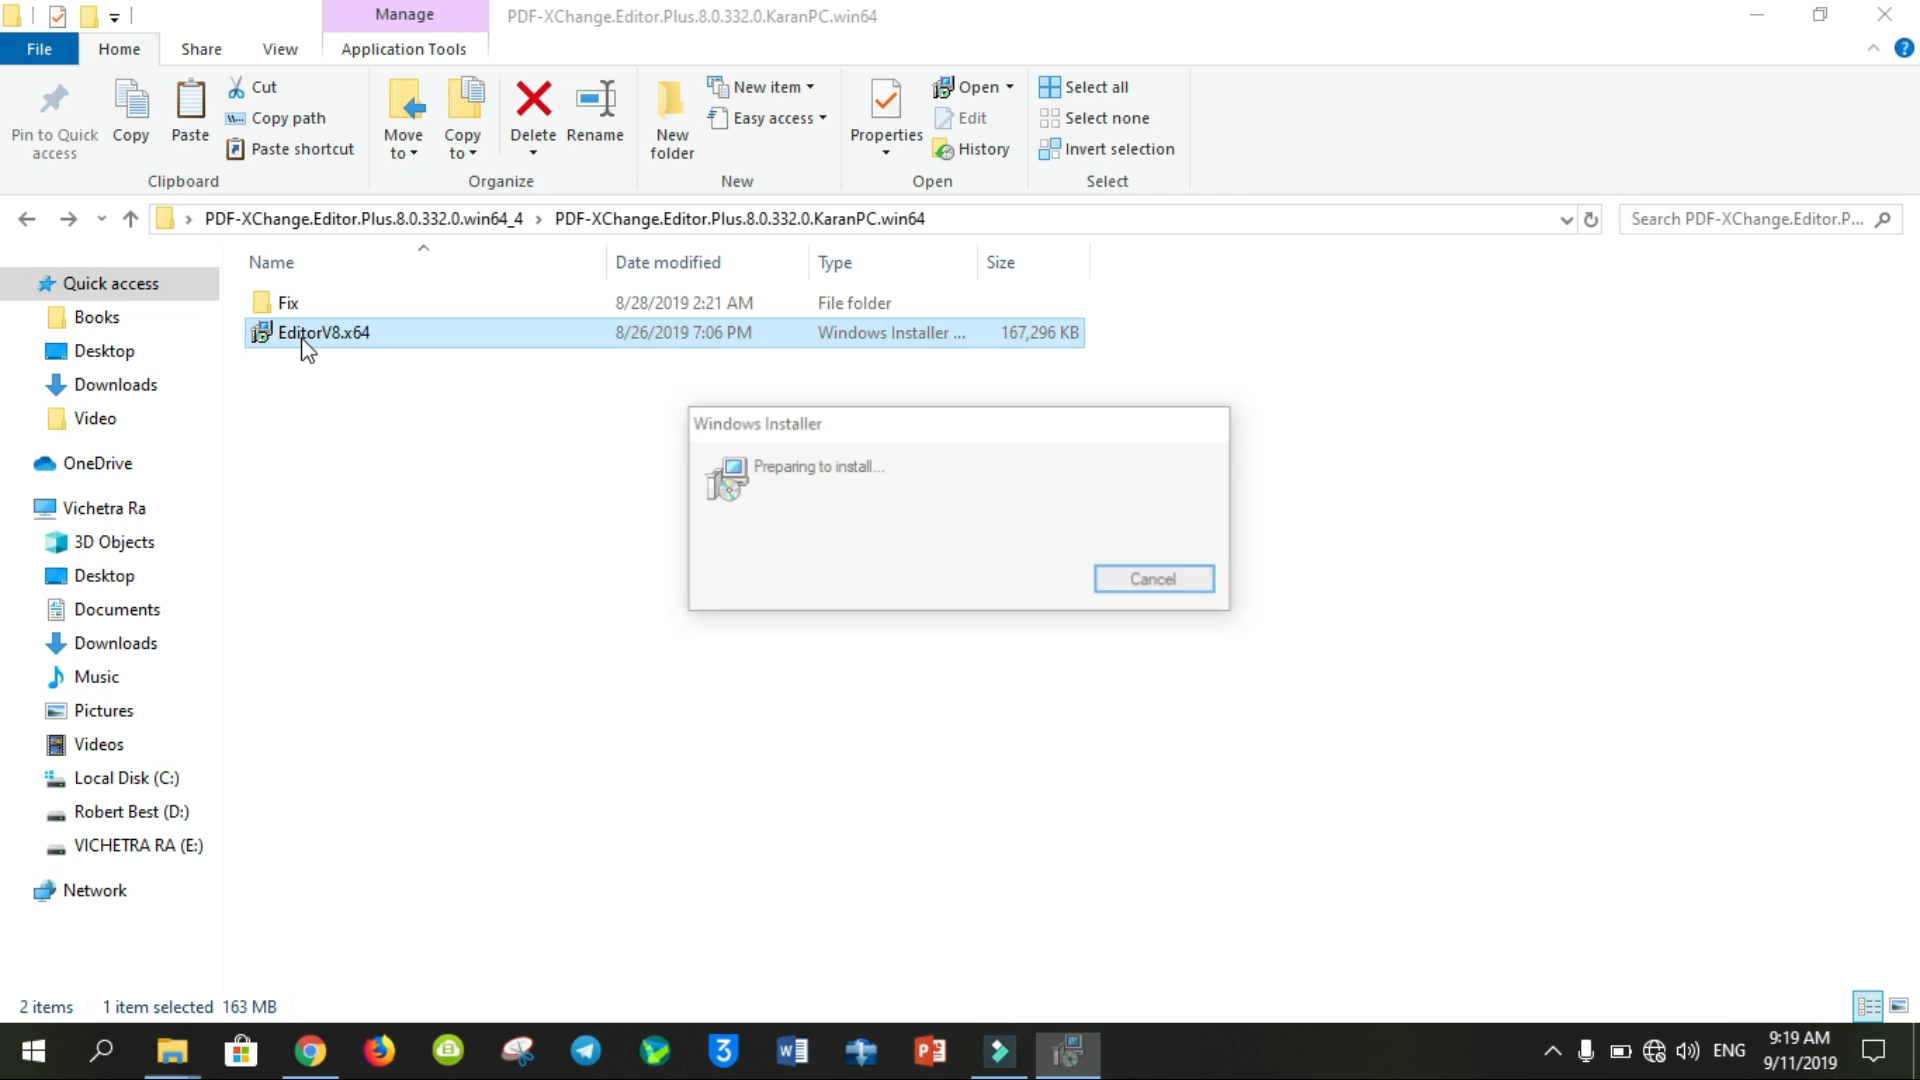 Manage
PDF-XChange.Editor.Plus.8.0.332.0.KaranPC.win64
File
Home
Share
View
Application Tools
Pin to Quick access
Copy
Paste
Cut
Copy path
Paste shortcut
Clipboard
Move to
Copy to
Delete
Rename
Organize
New folder
New item
Easy access
New
Properties
Open
Edit
History
Open
Select all
Select none
Invert selection
Select
PDF-XChange.Editor.Plus.8.0.332.0.win64_4 › PDF-XChange.Editor.Plus.8.0.332.0.KaranPC.win64
Search PDF-XChange.Editor.P...
Name
Date modified
Type
Size
Fix 8/28/2019 2:21 AM File folder
EditorV8.x64 8/26/2019 7:06 PM Windows Installer ... 167,296 KB
Quick access
Books
Desktop
Downloads
Video
OneDrive
Vichetra Ra
3D Objects
Desktop
Documents
Downloads
Music
Pictures
Videos
Local Disk (C:)
Robert Best (D:)
VICHETRA RA (E:)
Network
Windows Installer
Preparing to install...
Cancel
2 items
1 item selected 163 MB
ENG
9:19 AM
9/11/2019